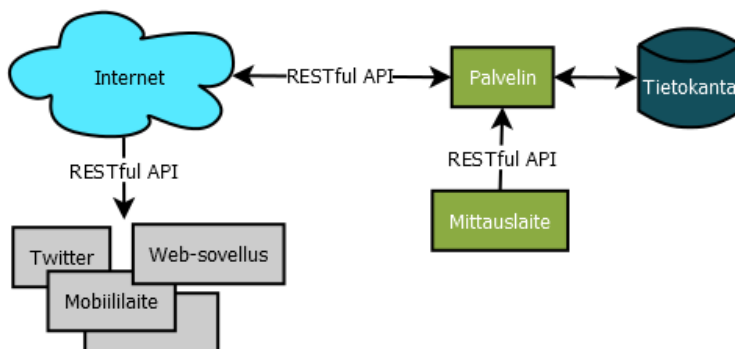 Internet
RESTful API
Palvelin
Tietokanta
RESTful API
RESTful API
Mittauslaite
Twitter
Web-sovellus
Mobiililaite